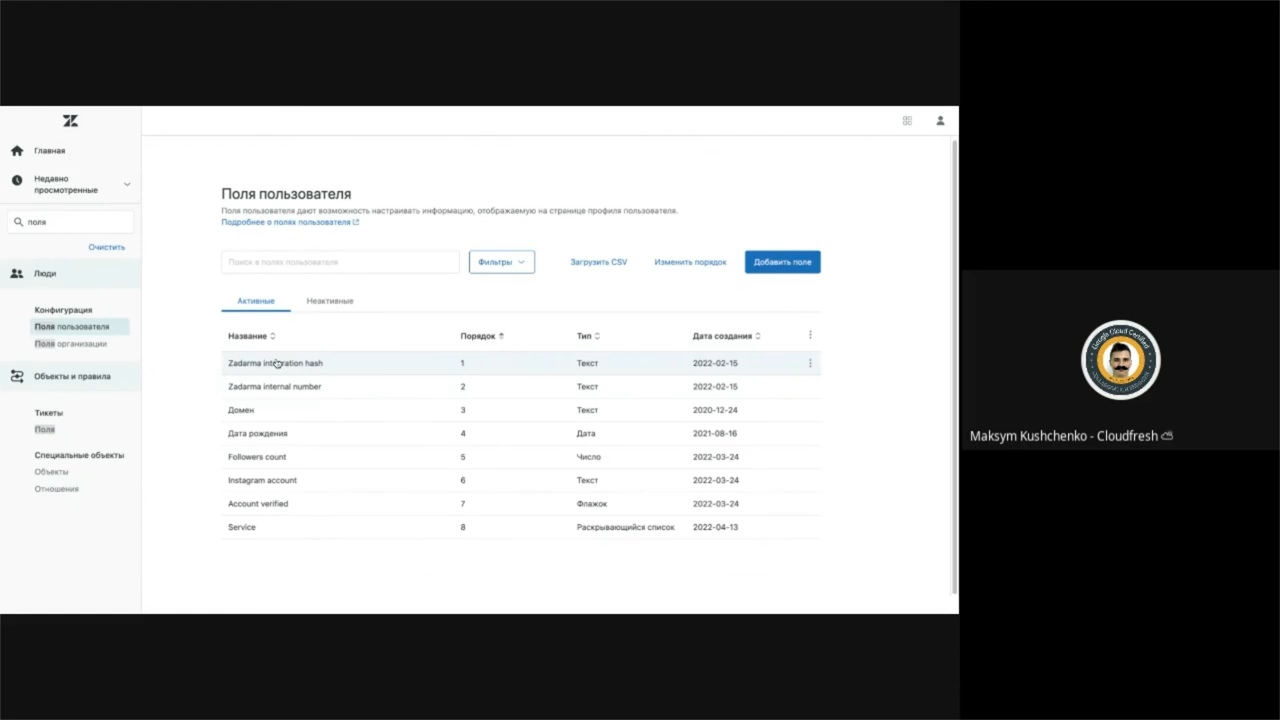 Главная
Недавно
просмотренные
поля
Очистить
Люди
Конфигурация
Поля пользователя
Поля организации
Объекты и правила
Тикеты
Поля
Специальные объекты
Объекты
Отношения
Поля пользователя
Поля пользователя дают возможность настраивать информацию, отображаемую на странице профиля пользователя.
Подробнее о полях пользователя
Поиск в полях пользователя
Фильтры
Загрузить CSV
Изменить порядок
Добавить поле
Активные
Неактивные
Название Порядок Тип Дата создания
Zadarma integration hash 1 Текст 2022-02-15
Zadarma internal number 2 Текст 2022-02-15
Домен 3 Текст 2020-12-24
Дата рождения 4 Дата 2021-08-16
Followers count 5 Число 2022-03-24
Instagram account 6 Текст 2022-03-24
Account verified 7 Флажок 2022-03-24
Service 8 Раскрывающийся список 2022-04-13
Google Cloud Certified
Maksym Kushchenko - Cloudfresh